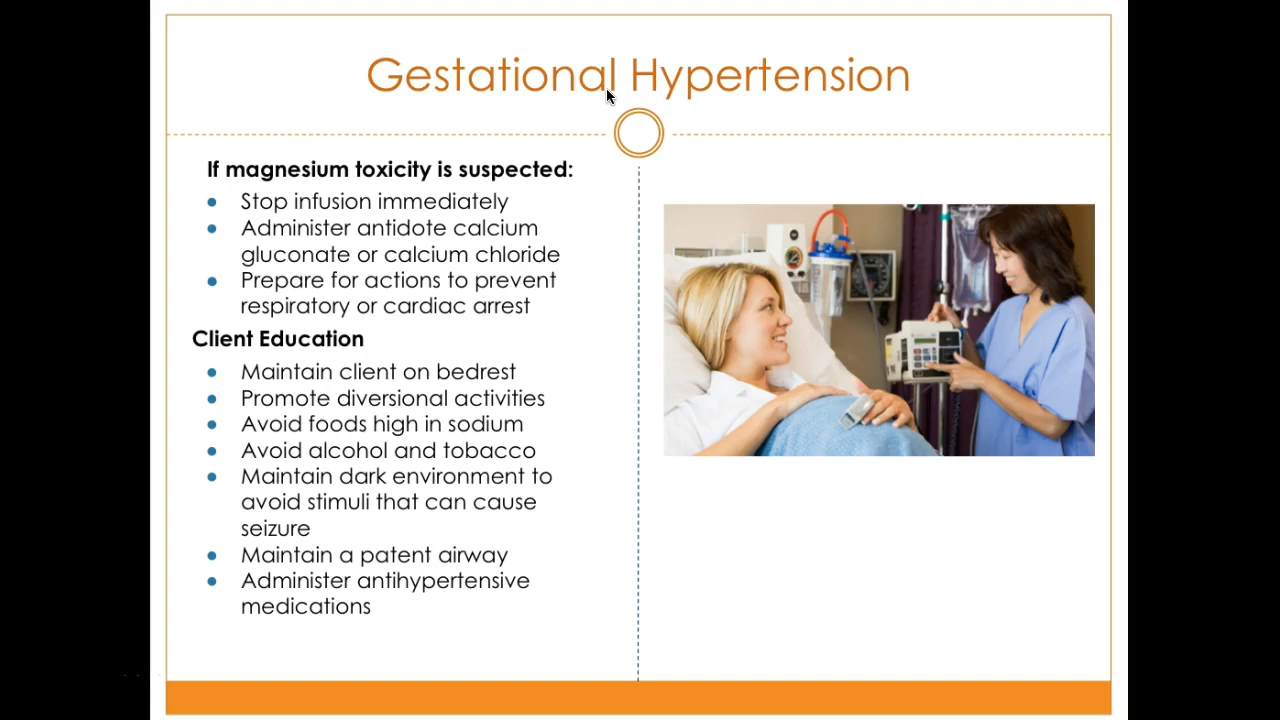 Gestational Hypertension
If magnesium toxicity is suspected:
Stop infusion immediately
Administer antidote calcium
gluconate or calcium chloride
Prepare for actions to prevent
respiratory or cardiac arrest
Client Education
Maintain client on bedrest
Promote diversional activities
Avoid foods high in sodium
Avoid alcohol and tobacco
Maintain dark environment to
avoid stimuli that can cause
seizure
Maintain a patent airway
Administer antihypertensive
medications